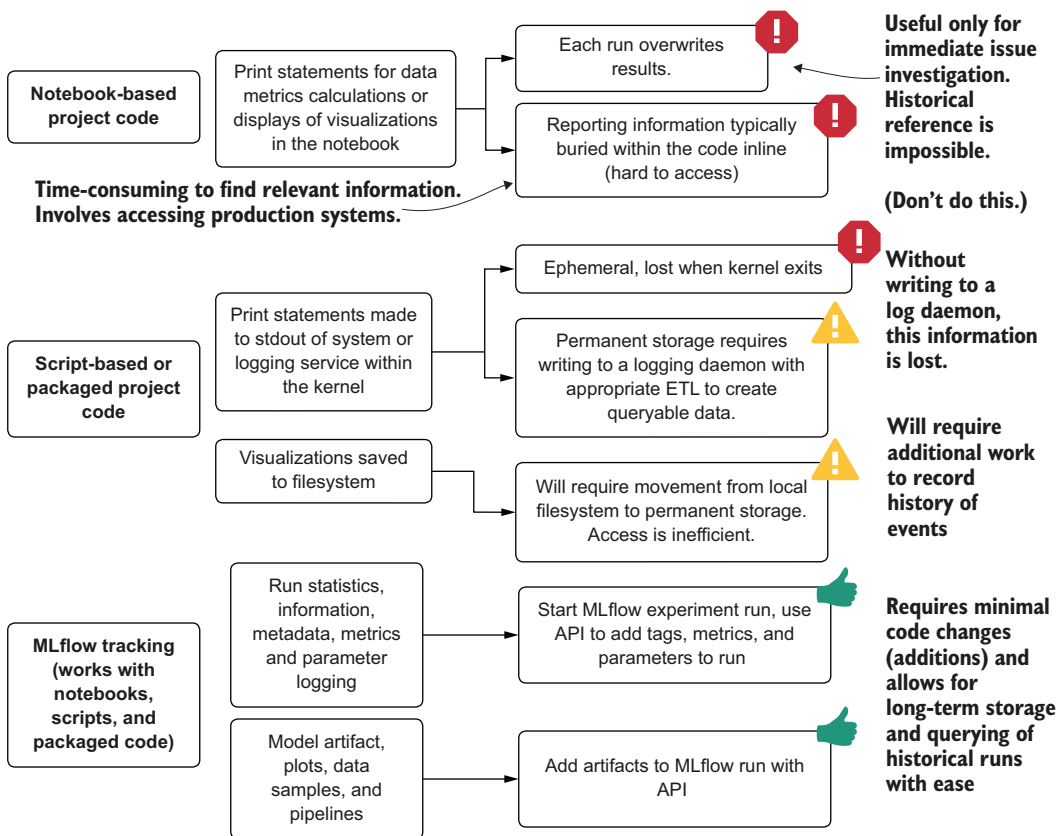 Notebook-based
project code
Print statements for data
metrics calculations or
displays of visualizations
in the notebook
Each run overwrites
results.
Reporting information typically
buried within the code inline
(hard to access)
Useful only for
immediate issue
investigation.
Historical
reference is
impossible.
(Don't do this.)
Time-consuming to find relevant information.
Involves accessing production systems.
Script-based or
packaged project
code
Print statements made
to stdout of system or
logging service within
the kernel
Ephemeral, lost when kernel exits
Permanent storage requires
writing to a logging daemon with
appropriate ETL to create
queryable data.
Without
writing to a
log daemon,
this information
is lost.
Visualizations saved
to filesystem
Will require movement from local
filesystem to permanent storage.
Access is inefficient.
Will require
additional work
to record
history of
events
MLflow tracking
(works with
notebooks,
scripts, and
packaged code)
Run statistics,
information,
metadata, metrics
and parameter
logging
Start MLflow experiment run, use
API to add tags, metrics, and
parameters to run
Model artifact,
plots, data
samples, and
pipelines
Add artifacts to MLflow run with
API
Requires minimal
code changes
(additions) and
allows for
long-term storage
and querying of
historical runs
with ease